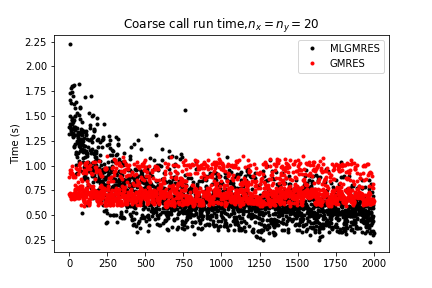 Coarse call run time,$n_x = n_y = 20$
MLGMRES
GMRES
Time (s)
2.25
2.00
1.75
1.50
1.25
1.00
0.75
0.50
0.25
0 250 500 750 1000 1250 1500 1750 2000